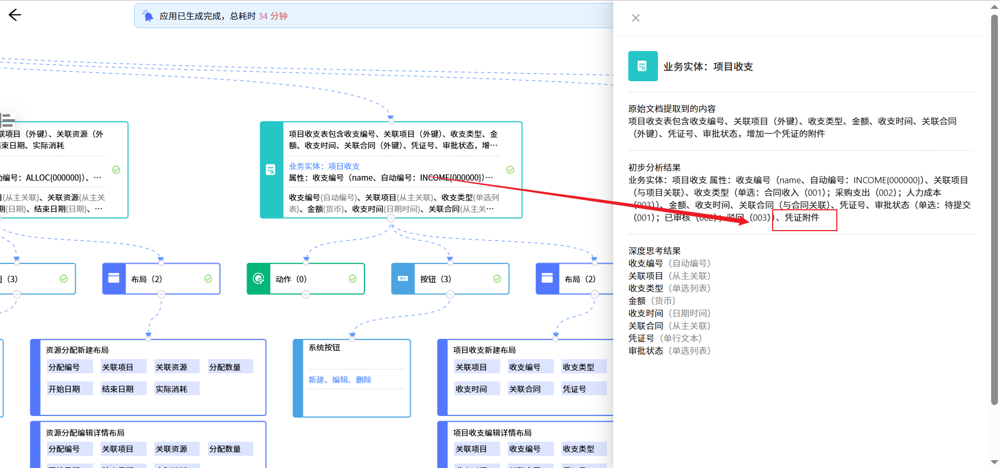 应用已生成完成，总耗时 34 分钟
联项目（外键）、关联资源（外
结束日期、实际消耗
动编号：ALLOC{000000}）、…
(从主关联)、关联资源(从主关
期(日期)、结束日期(日期)、…
项目收支表包含收支编号、关联项目（外键）、收支类型、金
额、收支时间、关联合同（外键）、凭证号、审批状态，增…
业务实体：项目收支
属性：收支编号（name、自动编号：INCOME{000000}）…
收支编号(自动编号)、关联项目(从主关联)、收支类型(单选列
表)、金额(货币)、收支时间(日期时间)、关联合同(从主关…
钮（3）
布局（2）
动作（0）
Btn
按钮（3）
布局（2）
资源分配新建布局
分配编号 关联项目 关联资源 分配数量
开始日期 结束日期 实际消耗
系统按钮
新建、编辑、删除
项目收支新建布局
关联项目 收支编号 收支类型
收支时间 关联合同 凭证号
资源分配编辑详情布局
分配编号 关联项目 关联资源 分配数量
项目收支编辑详情布局
关联项目 收支编号 收支类型
业务实体：项目收支
原始文档提取到的内容
项目收支表包含收支编号、关联项目（外键）、收支类型、金额、收支时间、关联合同
（外键）、凭证号、审批状态，增加一个凭证的附件
初步分析结果
业务实体：项目收支 属性：收支编号（name、自动编号：INCOME{000000}）、关联项目
（与项目关联）、收支类型（单选：合同收入（001）；采购支出（002）；人力成本
（003））、金额、收支时间、关联合同（与合同关联）、凭证号、审批状态（单选：待提交
（001）；已审核（002）；驳回（003））、凭证附件
深度思考结果
收支编号（自动编号）
关联项目（从主关联）
收支类型（单选列表）
金额（货币）
收支时间（日期时间）
关联合同（从主关联）
凭证号（单行文本）
审批状态（单选列表）